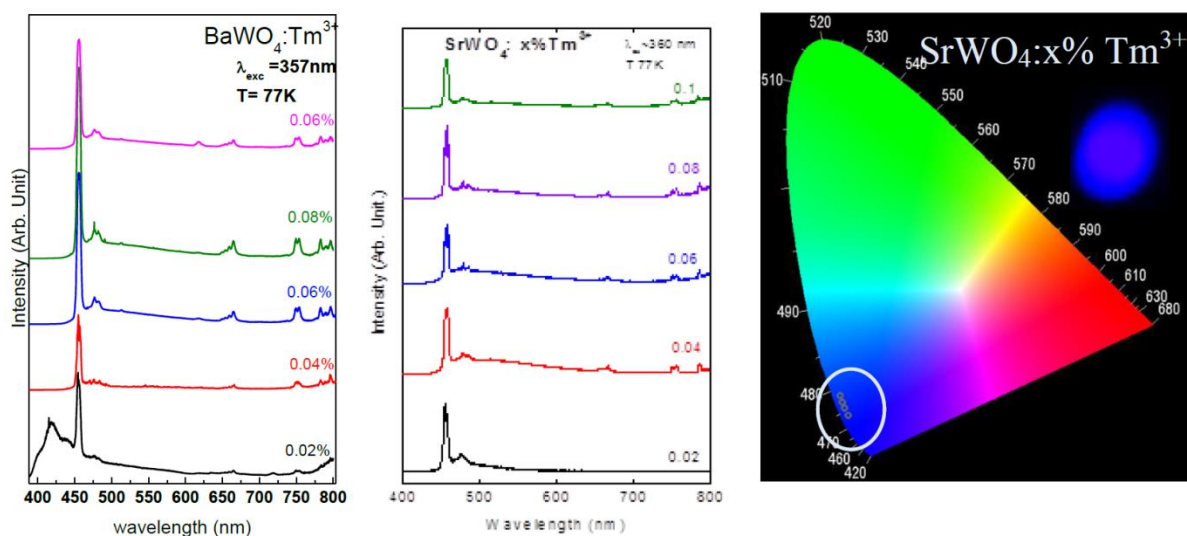 BaWO4:Tm3+
λexc =357nm
T= 77K
0.06%
0.08%
0.06%
0.04%
0.02%
Intensity (Arb. Unit)
400 450 500 550 600 650 700 750 800
wavelength (nm)
SrWO4: x%Tm3+
~360 nm
T 77K
0.1
0.08
0.06
0.04
0.02
Intensity (Arb. Unit.)
400 500 600 700 800
Wavelength (nm)
SrWO4:x% Tm3+
520
530
540
550
560
570
580
590
600
610
630
680
510
490
480
470
460
420